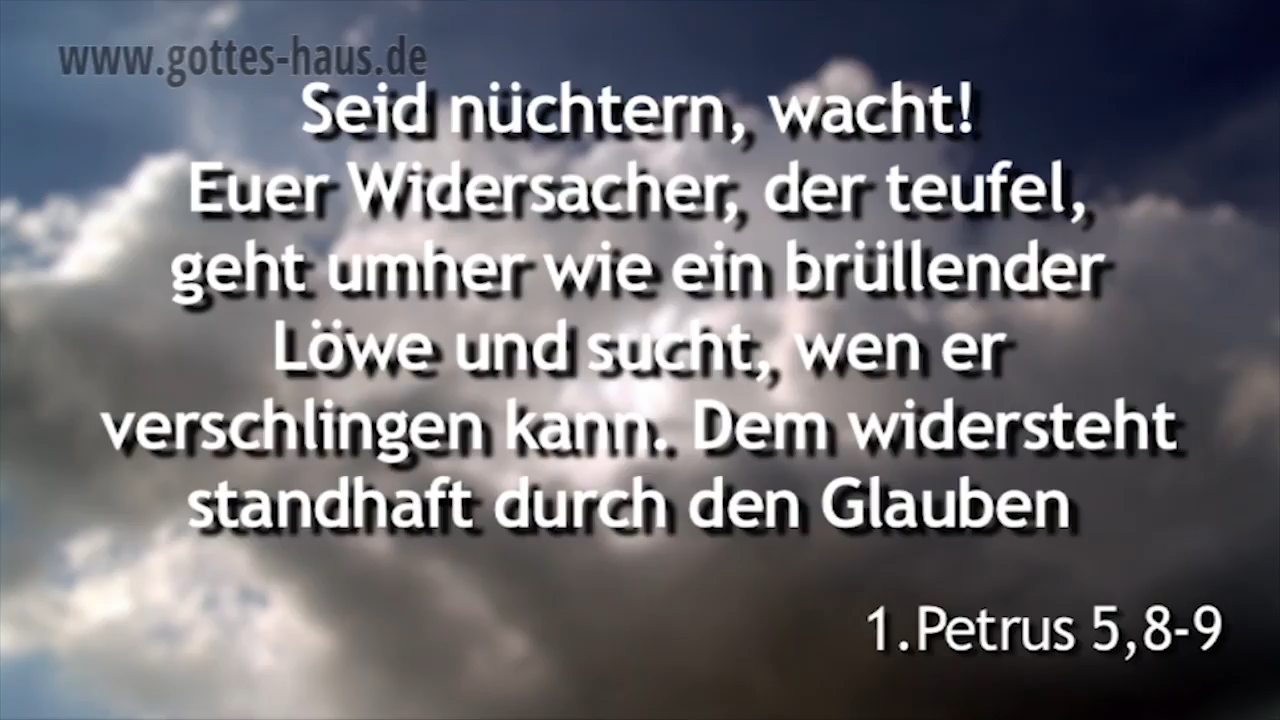 www.gottes-haus.de
Seid nüchtern, wacht!
Euer Widersacher, der teufel,
geht umher wie ein brüllender
Löwe und sucht, wen er
verschlingen kann. Dem widersteht
standhaft durch den Glauben
1.Petrus 5,8-9